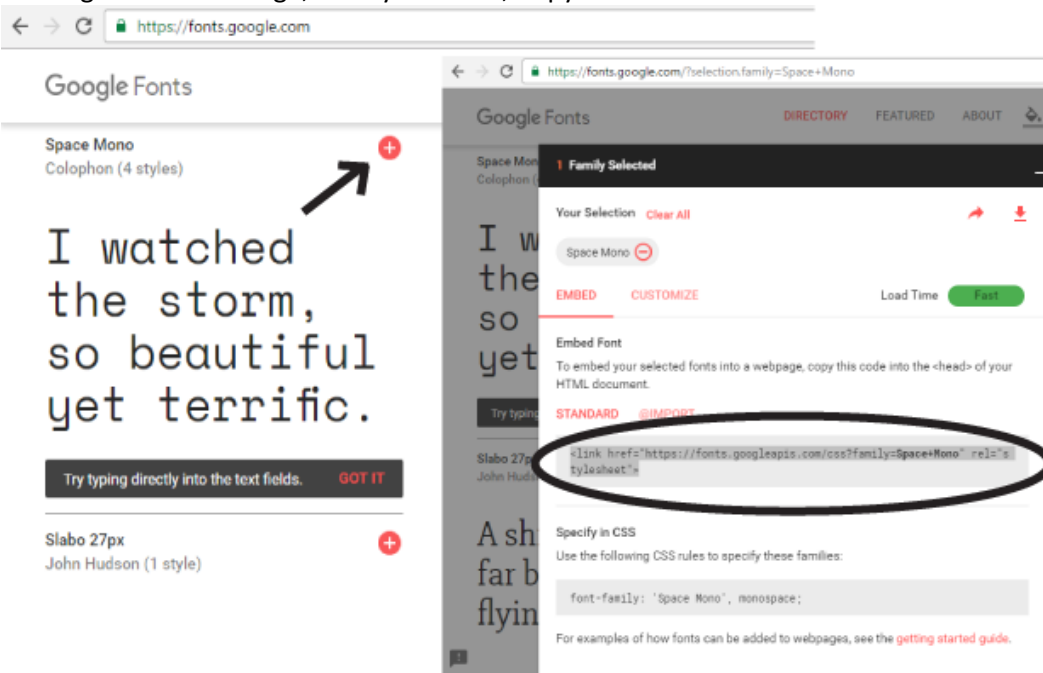 https://fonts.google.com
Google Fonts
Space Mono
Colophon (4 styles)
I watched
the storm,
so beautiful
yet terrific.
Try typing directly into the text fields. GOT IT
Slabo 27px
John Hudson (1 style)
https://fonts.google.com/?selection.family=Space+Mono
Google Fonts DIRECTORY FEATURED ABOUT
Space Mon
Colophon (
I w
the
so
yet
Try typing
Slabo 27p
John Huds
A sh
far b
flyin
1 Family Selected
Your Selection Clear All
Space Mono
EMBED CUSTOMIZE Load Time Fast
Embed Font
To embed your selected fonts into a webpage, copy this code into the <head> of your
HTML document.
STANDARD @IMPORT
<link href="https://fonts.googleapis.com/css?family=Space+Mono" rel="s
tylesheet">
Specify in CSS
Use the following CSS rules to specify these families:
font-family: 'Space Mono', monospace;
For examples of how fonts can be added to webpages, see the getting started guide.